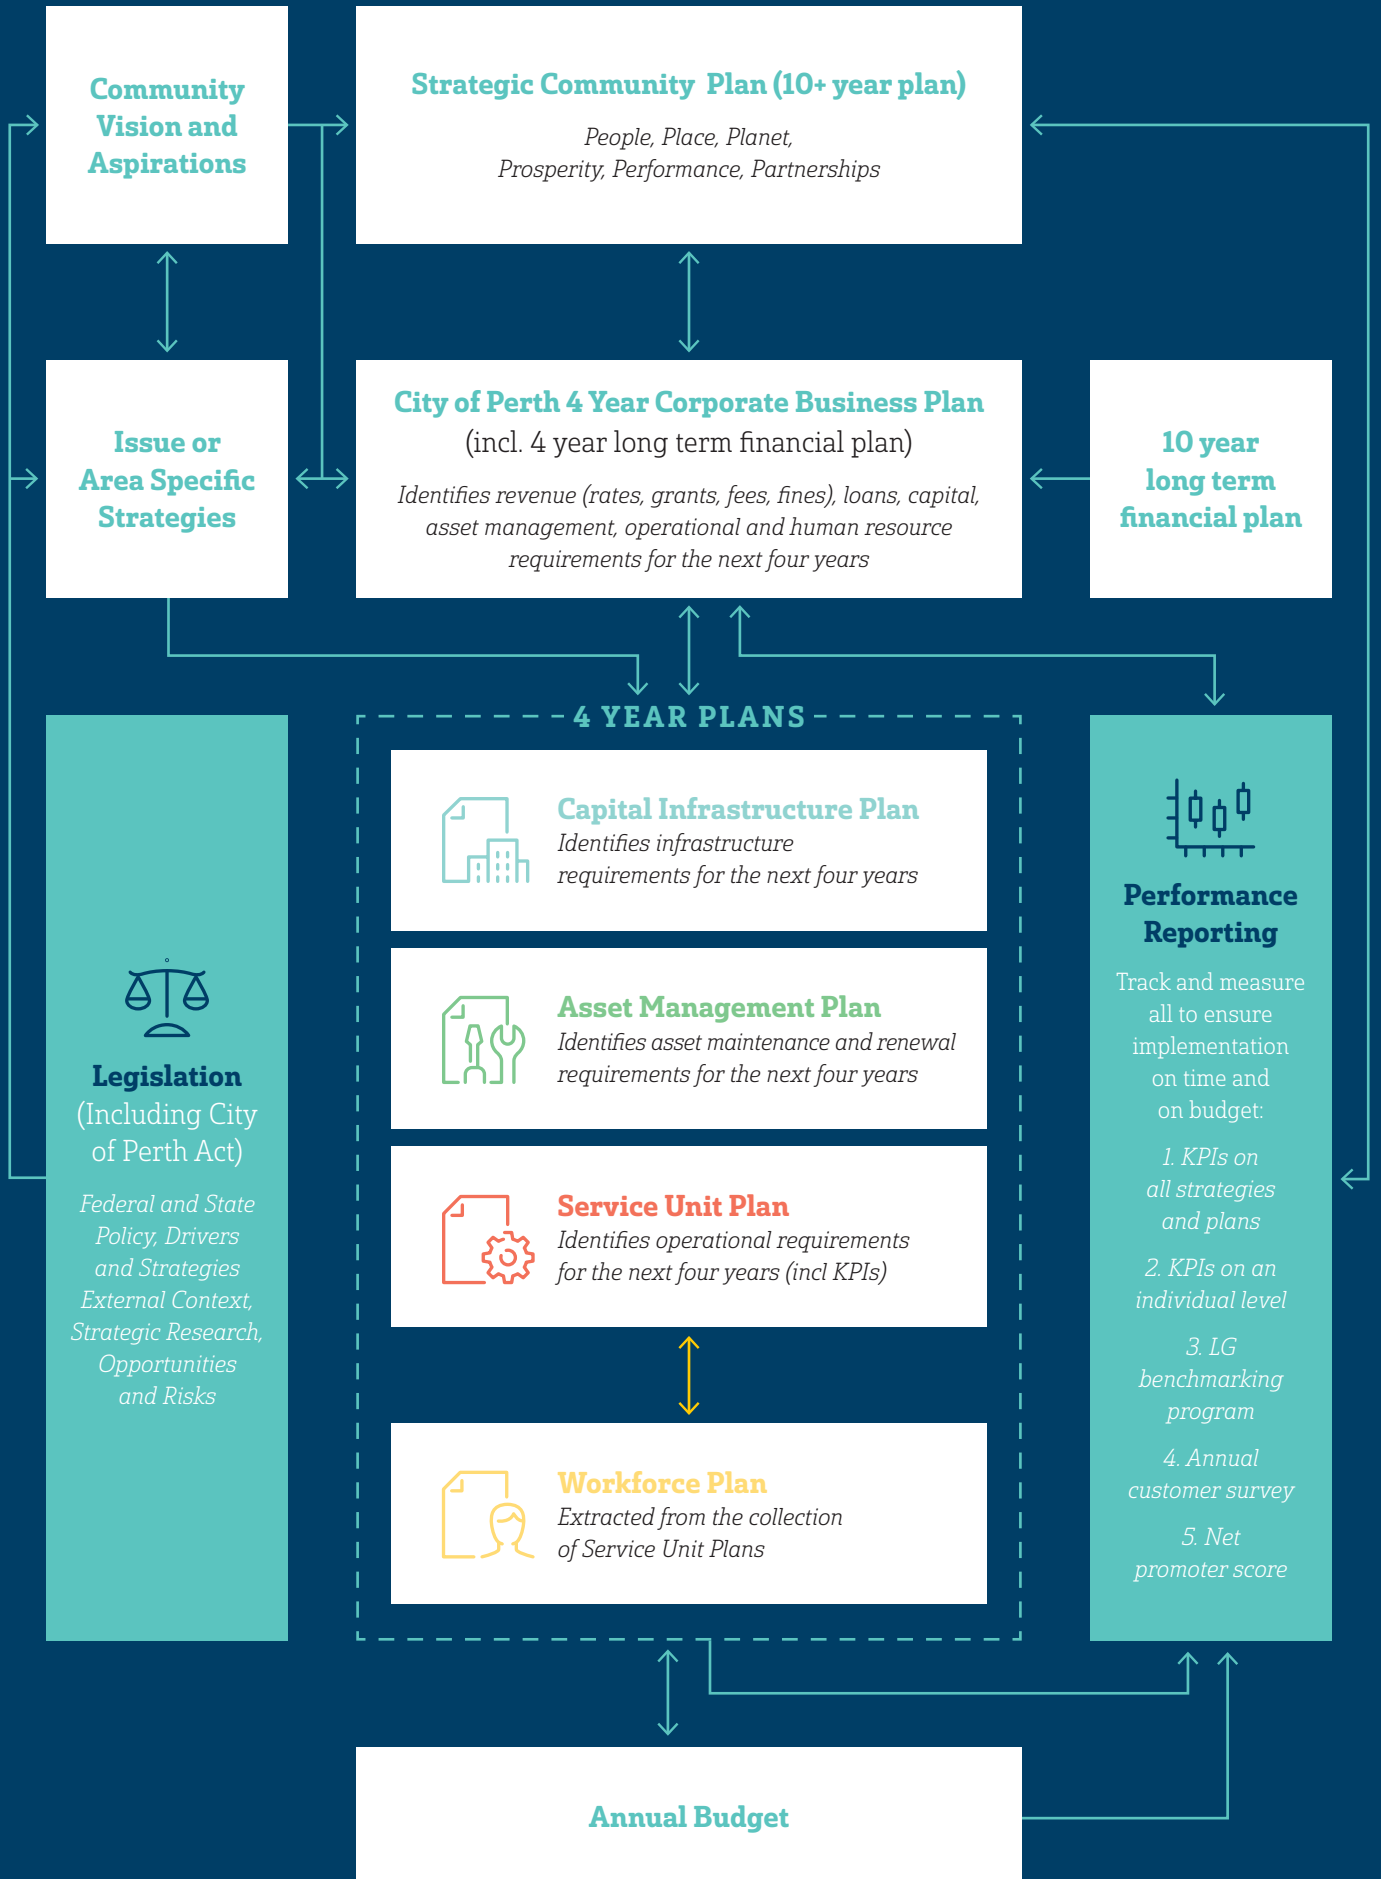 Community
Vision and
Aspirations
Strategic Community Plan (10+ year plan)
People, Place, Planet,
Prosperity, Performance, Partnerships
Issue or
Area Specific
Strategies
City of Perth 4 Year Corporate Business Plan
(incl. 4 year long term financial plan)
Identifies revenue (rates, grants, fees, fines), loans, capital,
asset management, operational and human resource
requirements for the next four years
10 year
long term
financial plan
Legislation
(Including City
of Perth Act)
Federal and State
Policy, Drivers
and Strategies
External Context,
Strategic Research,
Opportunities
and Risks
4 YEAR PLANS
Capital Infrastructure Plan
Identifies infrastructure
requirements for the next four years
Asset Management Plan
Identifies asset maintenance and renewal
requirements for the next four years
Service Unit Plan
Identifies operational requirements
for the next four years (incl KPIs)
Workforce Plan
Extracted from the collection
of Service Unit Plans
Performance
Reporting
Track and measure
all to ensure
implementation
on time and
on budget:
1. KPIs on
all strategies
and plans
2. KPIs on an
individual level
3. LG
benchmarking
program
4. Annual
customer survey
5. Net
promoter score
Annual Budget